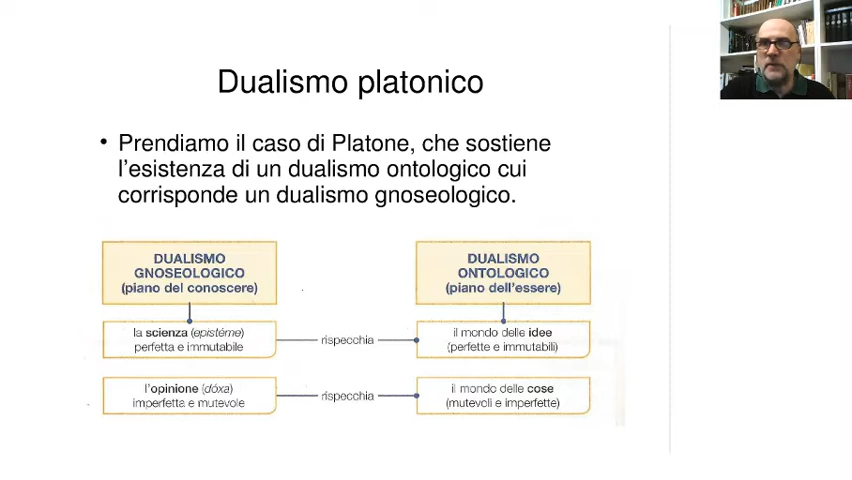 Dualismo platonico
• Prendiamo il caso di Platone, che sostiene
l'esistenza di un dualismo ontologico cui
corrisponde un dualismo gnoseologico.
DUALISMO
GNOSEOLOGICO
(piano del conoscere)
DUALISMO
ONTOLOGICO
(piano dell'essere)
la scienza (epistéme)
perfetta e immutabile
rispecchia
il mondo delle idee
(perfette e immutabili)
l'opinione (dóxa)
imperfetta e mutevole
rispecchia
il mondo delle cose
(mutevoli e imperfette)